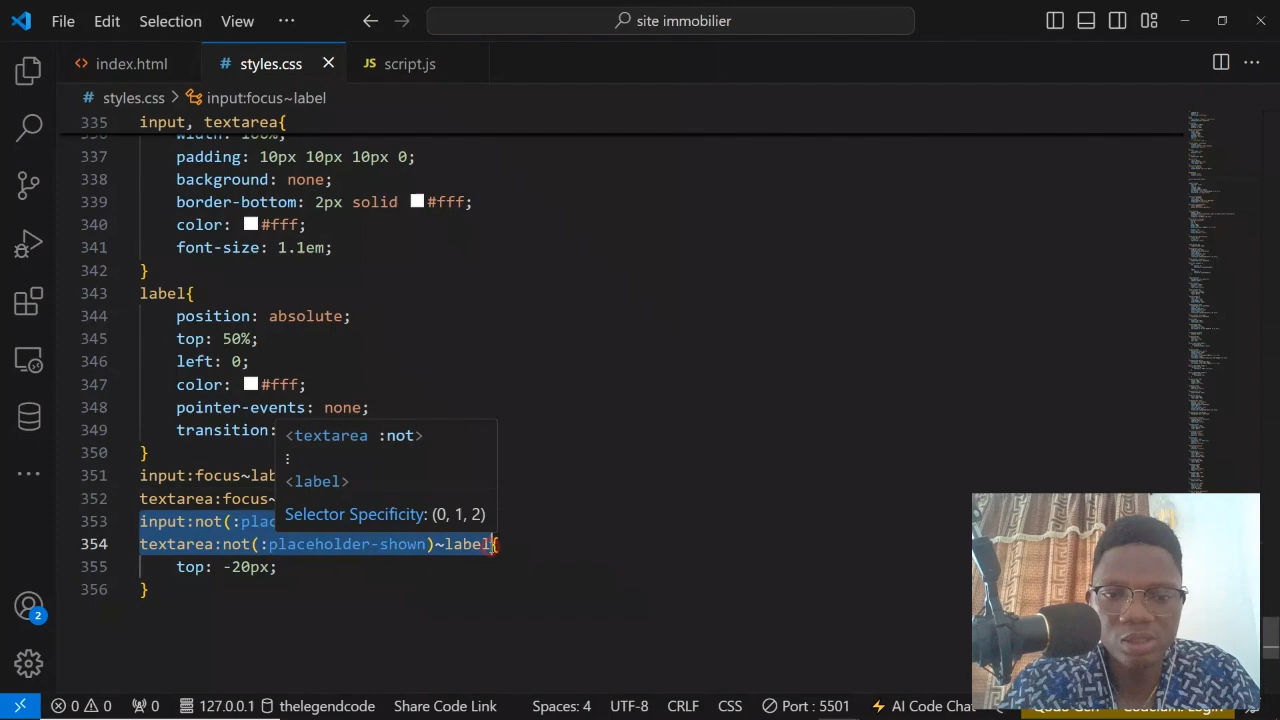 File Edit Selection View ··· site immobilier
index.html # styles.css JS script.js
# styles.css > input:focus~label
335 input, textarea{
width: 100%;
337 padding: 10px 10px 10px 0;
338 background: none;
339 border-bottom: 2px solid #fff;
340 color: #fff;
341 font-size: 1.1em;
342 }
343 label{
344 position: absolute;
345 top: 50%;
346 left: 0;
347 color: #fff;
348 pointer-events: none;
349 transition:
350 }
351 input:focus~lab
352 textarea:focus~
353 input:not(:plac
354 textarea:not(:placeholder-shown)~label{
355 top: -20px;
356 }
<textarea :not>
⋮
<label>
Selector Specificity: (0, 1, 2)
2
0 0 0 127.0.0.1 thelegendcode Share Code Link Spaces: 4 UTF-8 CRLF CSS Port : 5501 AI Code Chat